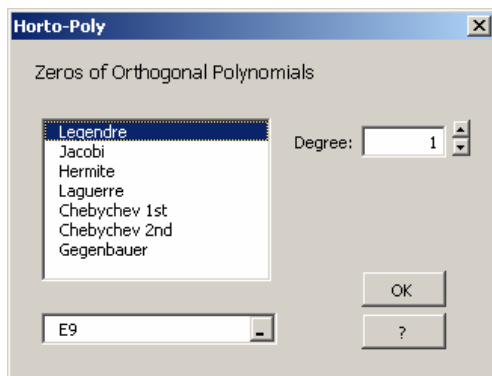 Horto-Poly
Zeros of Orthogonal Polynomials
Legendre
Jacobi
Hermite
Laguerre
Chebychev 1st
Chebychev 2nd
Gegenbauer
Degree: 1
OK
E9
?